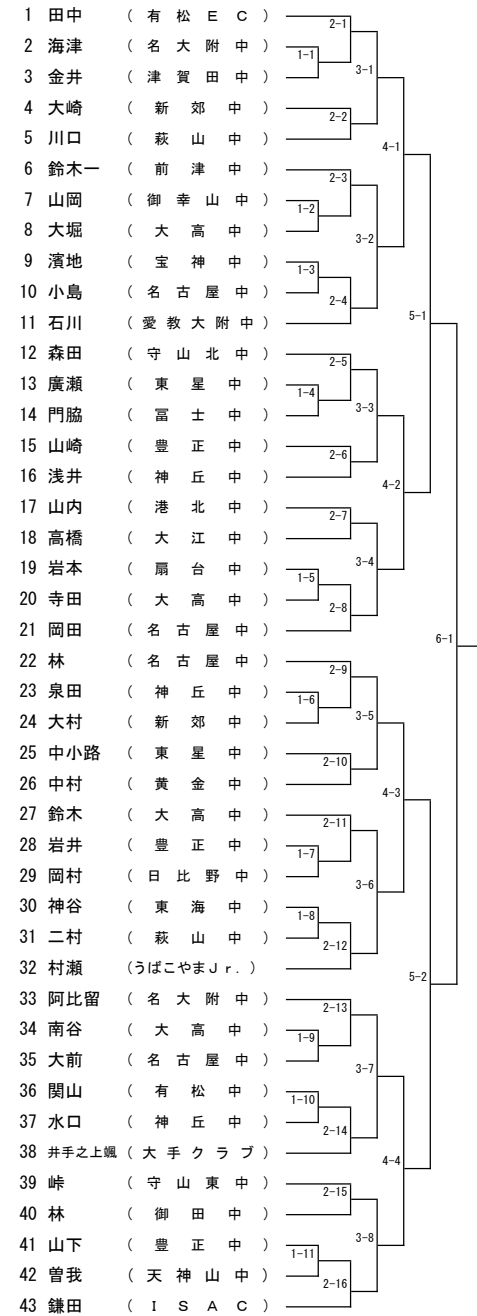 1 田中 (有松EC)
2-1
2 海津 (名大附中)
1-1
3 金井 (津賀田中)
3-1
4 大崎 (新郊中)
2-2
5 川口 (萩山中)
4-1
6 鈴木一 (前津中)
2-3
7 山岡 (御幸山中)
1-2
8 大堀 (大高中)
3-2
9 濱地 (宝神中)
1-3
10 小島 (名古屋中)
2-4
11 石川 (愛教大附中)
5-1
12 森田 (守山北中)
2-5
13 廣瀬 (東星中)
1-4
14 門脇 (冨士中)
3-3
15 山崎 (豊正中)
2-6
16 浅井 (神丘中)
4-2
17 山内 (港北中)
2-7
18 高橋 (大江中)
3-4
19 岩本 (扇台中)
1-5
20 寺田 (大高中)
2-8
21 岡田 (名古屋中)
6-1
22 林 (名古屋中)
2-9
23 泉田 (神丘中)
1-6
24 大村 (新郊中)
3-5
25 中小路 (東星中)
2-10
26 中村 (黄金中)
4-3
27 鈴木 (大高中)
2-11
28 岩井 (豊正中)
1-7
29 岡村 (日比野中)
3-6
30 神谷 (東海中)
1-8
31 二村 (萩山中)
2-12
32 村瀬 (うばこやまJr.)
5-2
33 阿比留 (名大附中)
2-13
34 南谷 (大高中)
1-9
35 大前 (名古屋中)
3-7
36 関山 (有松中)
1-10
37 水口 (神丘中)
2-14
38 井手之上颯 (大手クラブ)
4-4
39 峠 (守山東中)
2-15
40 林 (御田中)
3-8
41 山下 (豊正中)
1-11
42 曽我 (天神山中)
2-16
43 鎌田 (ISAC)